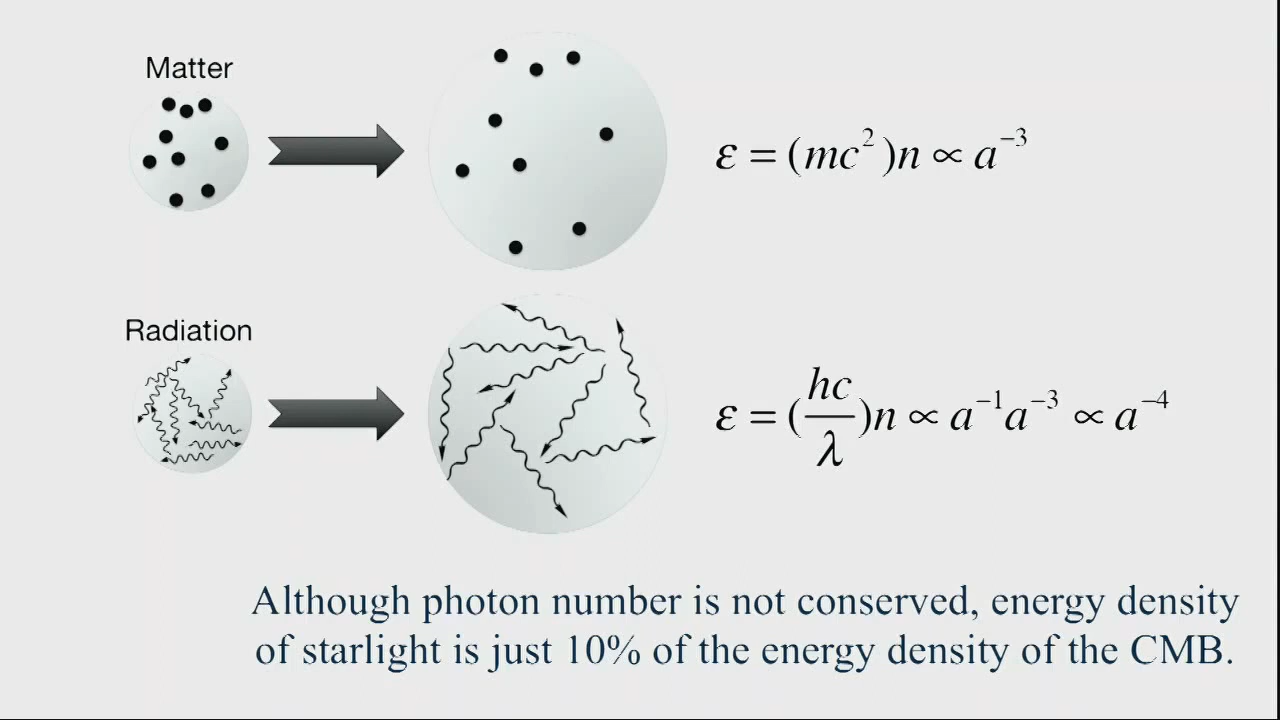 Matter
ε = (mc²)n ∝ a⁻³
Radiation
ε = (hc/λ)n ∝ a⁻¹a⁻³ ∝ a⁻⁴
Although photon number is not conserved, energy density
of starlight is just 10% of the energy density of the CMB.